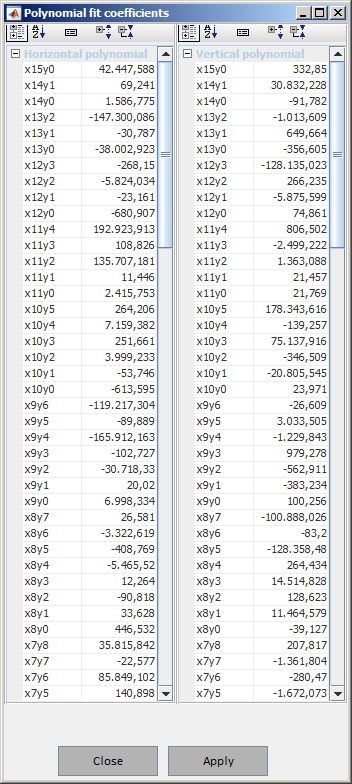 Polynomial fit coefficients
Horizontal polynomial
x15y0 42.447,588
x14y1 69,241
x14y0 1.586,775
x13y2 -147.300,086
x13y1 -30,787
x13y0 -38.002,923
x12y3 -268,15
x12y2 -5.824,034
x12y1 -23,161
x12y0 -680,907
x11y4 192.923,913
x11y3 108,826
x11y2 135.707,181
x11y1 11,446
x11y0 2.415,753
x10y5 264,206
x10y4 7.159,382
x10y3 251,661
x10y2 3.999,233
x10y1 -53,746
x10y0 -613,595
x9y6 -119.217,304
x9y5 -89,889
x9y4 -165.912,163
x9y3 -102,727
x9y2 -30.718,33
x9y1 20,02
x9y0 6.998,334
x8y7 26,581
x8y6 -3.322,619
x8y5 -408,769
x8y4 -5.465,52
x8y3 12,264
x8y2 -90,818
x8y1 33,628
x8y0 446,532
x7y8 35.815,842
x7y7 -22,577
x7y6 85.849,102
x7y5 140,898
Vertical polynomial
x15y0 332,85
x14y1 30.832,228
x14y0 -91,782
x13y2 -1.013,609
x13y1 649,664
x13y0 -356,605
x12y3 -128.135,023
x12y2 266,235
x12y1 -5.875,599
x12y0 74,861
x11y4 806,502
x11y3 -2.499,222
x11y2 1.363,088
x11y1 21,457
x11y0 21,769
x10y5 178.343,616
x10y4 -139,257
x10y3 75.137,916
x10y2 -346,509
x10y1 -20.805,545
x10y0 23,971
x9y6 -26,609
x9y5 3.033,505
x9y4 -1.229,843
x9y3 979,278
x9y2 -562,911
x9y1 -383,234
x9y0 100,256
x8y7 -100.888,026
x8y6 -83,2
x8y5 -128.358,48
x8y4 264,434
x8y3 14.514,828
x8y2 128,623
x8y1 11.464,579
x8y0 -39,127
x7y8 207,817
x7y7 -1.361,804
x7y6 -280,47
x7y5 -1.672,073
Close Apply